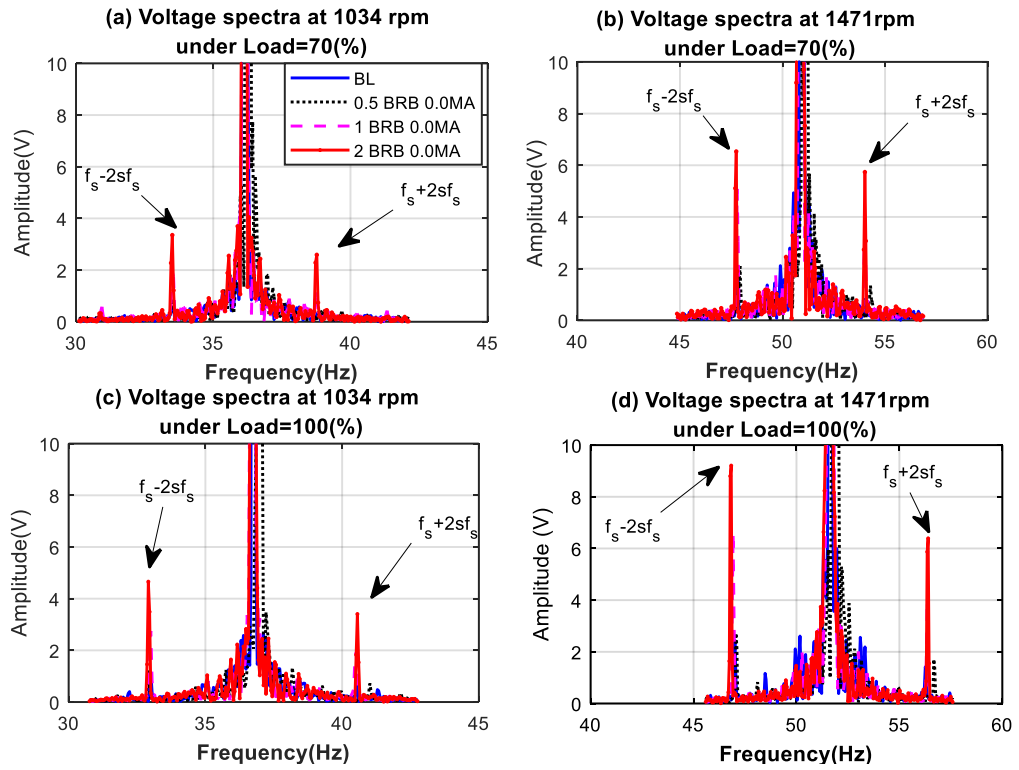 (a) Voltage spectra at 1034 rpm
under Load=70(%)
Amplitude(V)
10
8
6
4
2
0
30
35
40
45
Frequency(Hz)
BL
0.5 BRB 0.0MA
1 BRB 0.0MA
2 BRB 0.0MA
fs-2sfs
fs+2sfs
(b) Voltage spectra at 1471rpm
under Load=70(%)
Amplitude(V)
10
8
6
4
2
0
40
45
50
55
60
Frequency(Hz)
fs-2sfs
fs+2sfs
(c) Voltage spectra at 1034 rpm
under Load=100(%)
Amplitude(V)
10
8
6
4
2
0
30
35
40
45
Frequency(Hz)
fs-2sfs
fs+2sfs
(d) Voltage spectra at 1471rpm
under Load=100(%)
Amplitude (V)
10
8
6
4
2
0
40
45
50
55
60
Frequency(Hz)
fs-2sfs
fs+2sfs